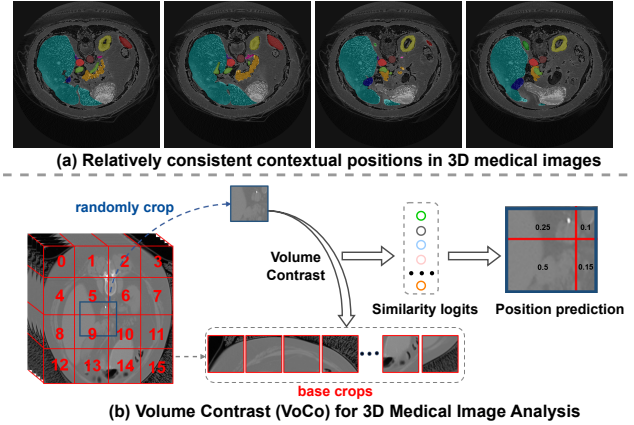 (a) Relatively consistent contextual positions in 3D medical images
randomly crop
0 1 2 3
4 5 6 7
8 9 10 11
12 13 14 15
Volume
Contrast
Similarity logits
0.25 0.1
0.5 0.15
Position prediction
base crops
(b) Volume Contrast (VoCo) for 3D Medical Image Analysis